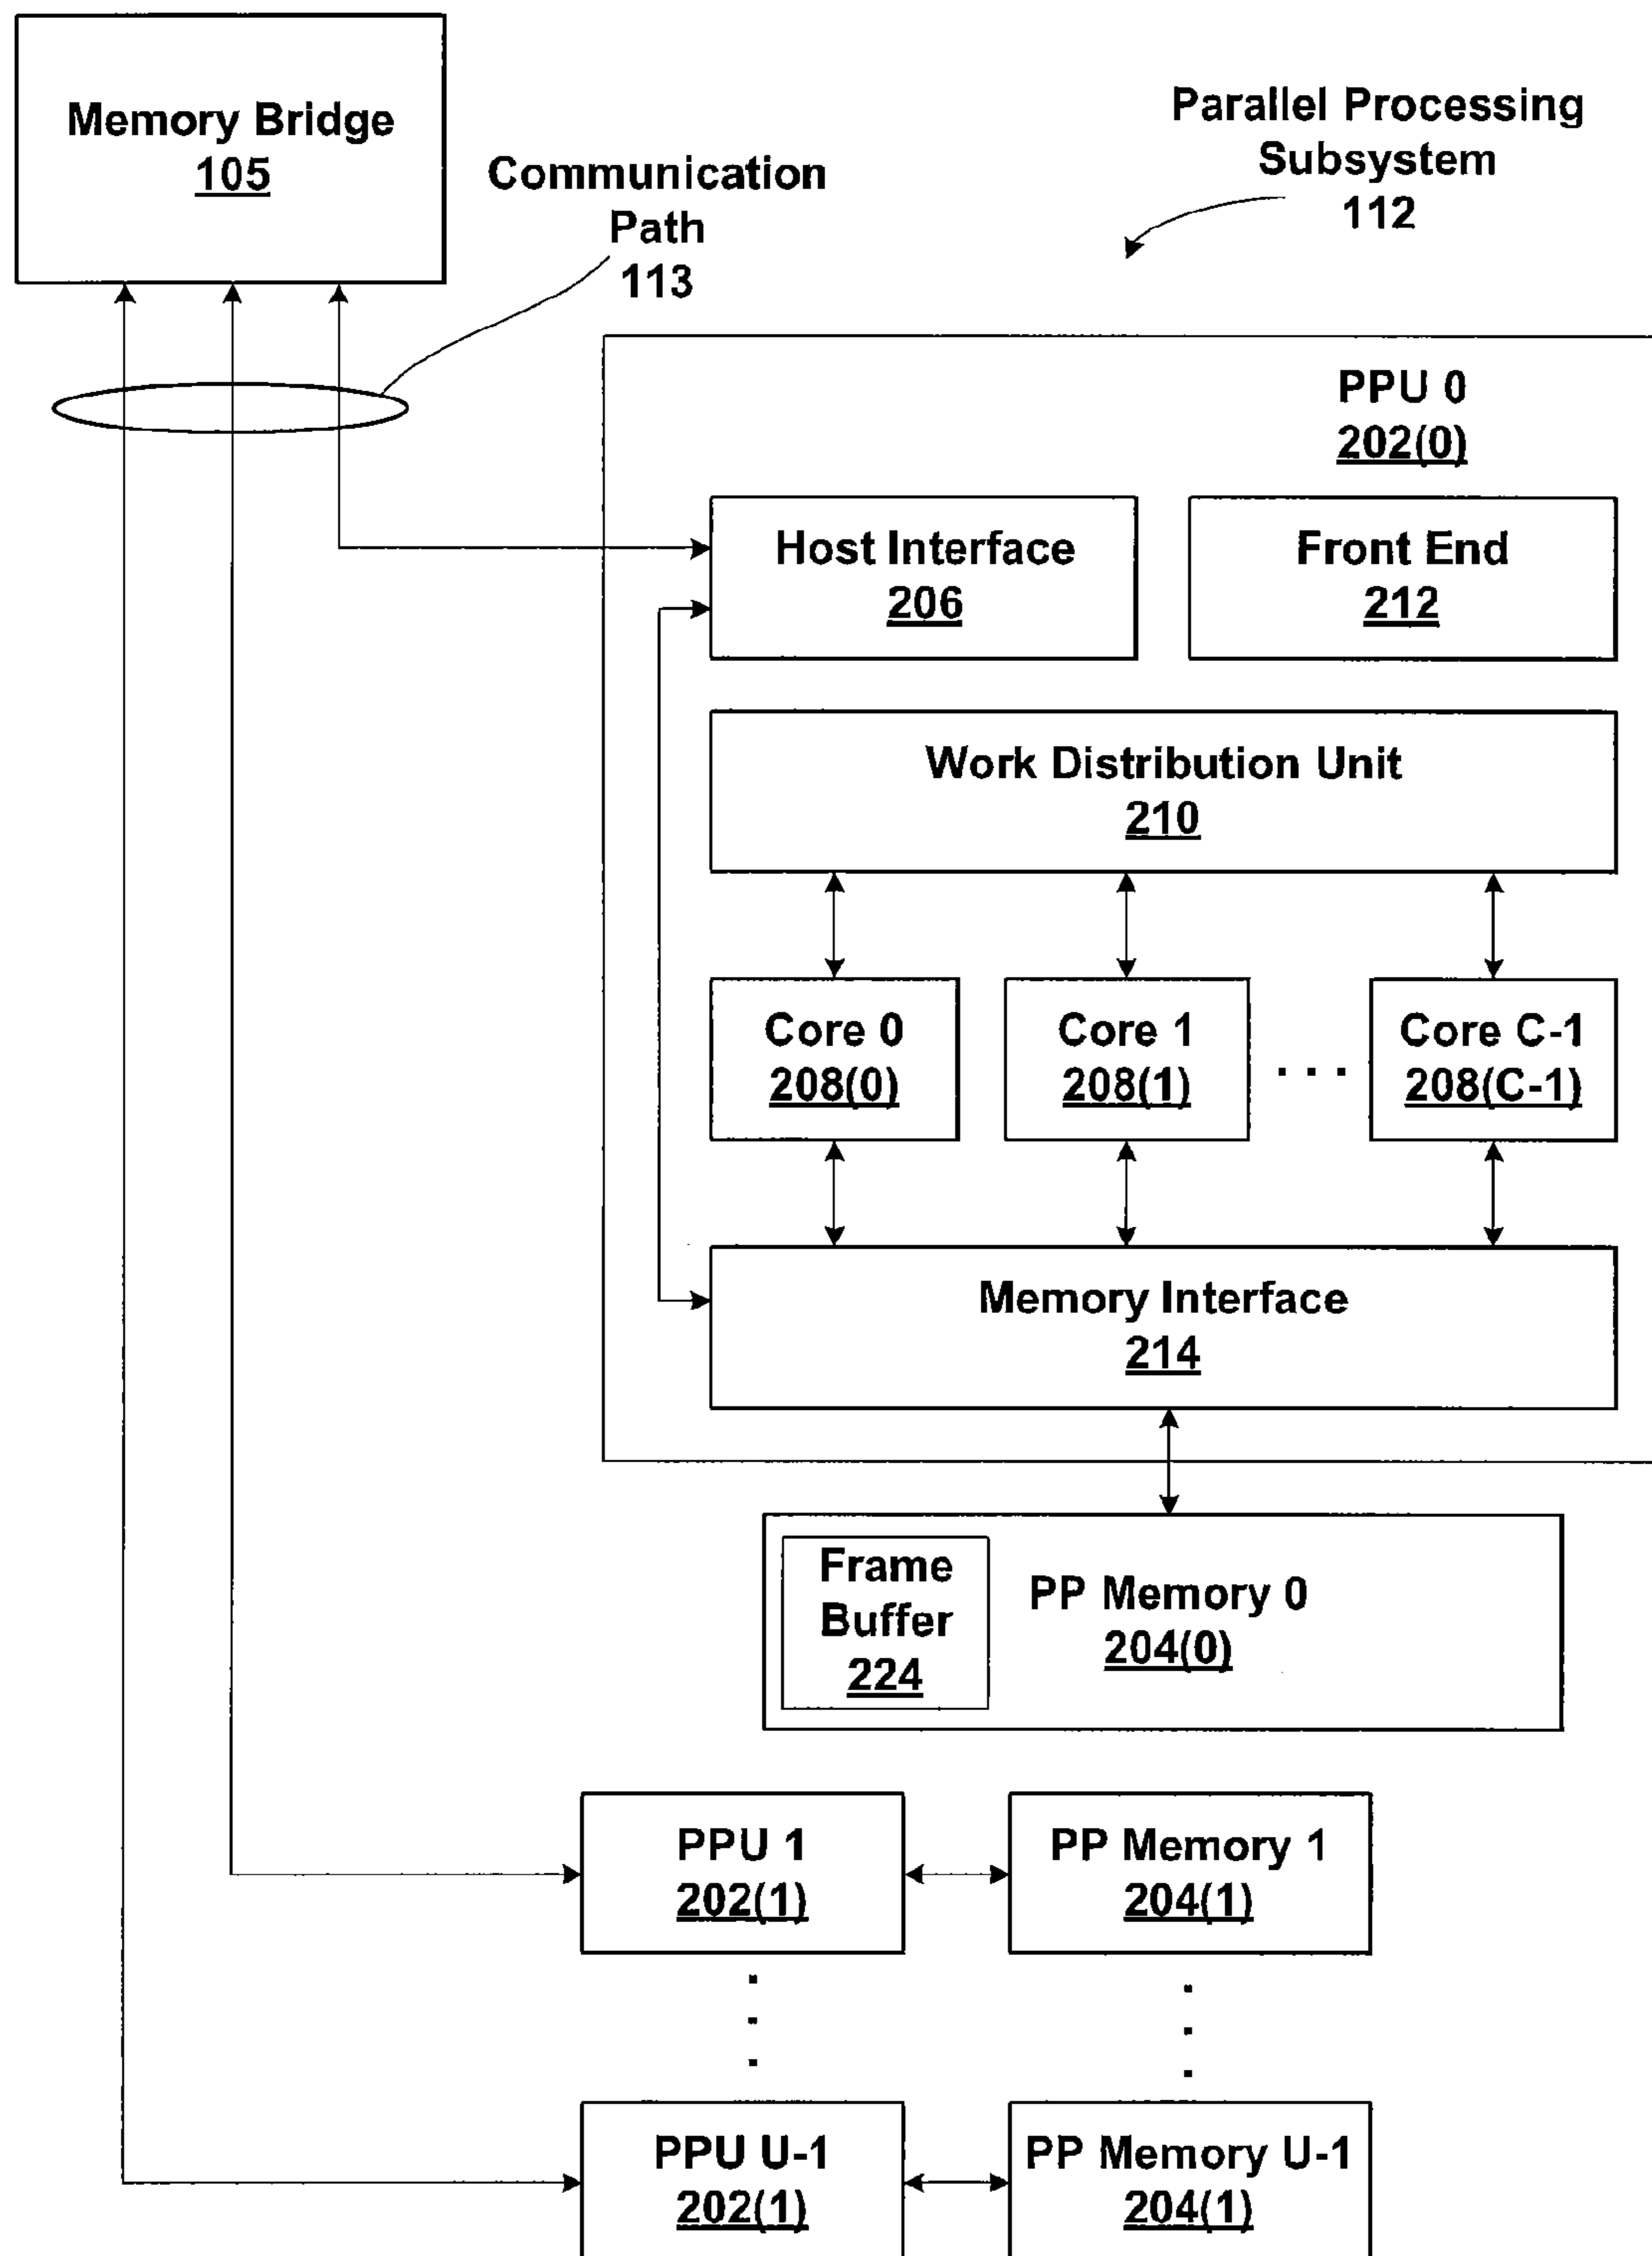 Memory Bridge
105
Communication
Path
113
Parallel Processing
Subsystem
112
PPU 0
202(0)
Host Interface
206
Front End
212
Work Distribution Unit
210
Core 0
208(0)
Core 1
208(1)
. . .
Core C-1
208(C-1)
Memory Interface
214
Frame
Buffer
224
PP Memory 0
204(0)
PPU 1
202(1)
PP Memory 1
204(1)
PPU U-1
202(1)
PP Memory U-1
204(1)